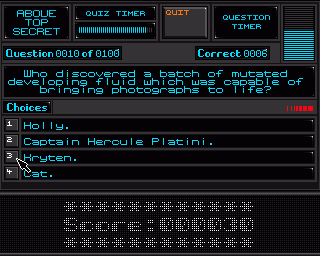 ABOVE TOP SECRET
QUIZ TIMER
QUIT
QUESTION TIMER
Question 0010 of 0100
Correct 0006
Who discovered a batch of mutated
developing fluid which was capable of
bringing photographs to life?
Choices
1 Holly.
2 Captain Hercule Platini.
3 Kryten.
4 Cat.
**************
Score:000030
**************